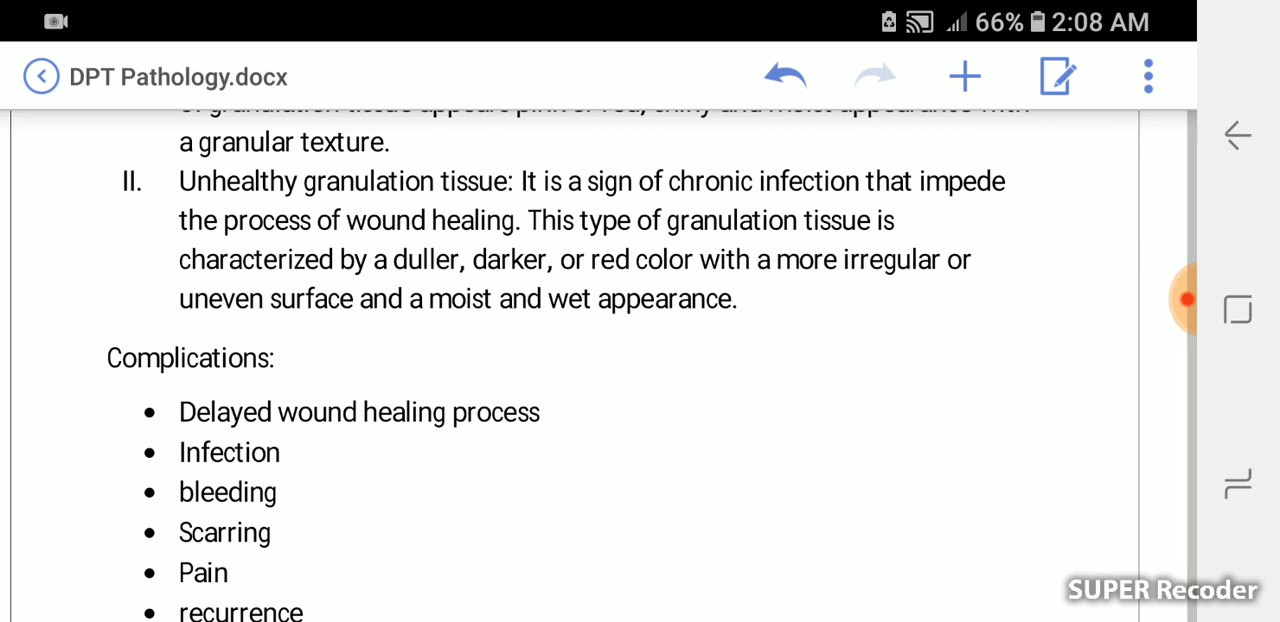 66% 2:08 AM
DPT Pathology.docx
a granular texture.
II. Unhealthy granulation tissue: It is a sign of chronic infection that impede
the process of wound healing. This type of granulation tissue is
characterized by a duller, darker, or red color with a more irregular or
uneven surface and a moist and wet appearance.
Complications:
• Delayed wound healing process
• Infection
• bleeding
• Scarring
• Pain
• recurrence
SUPER Recoder